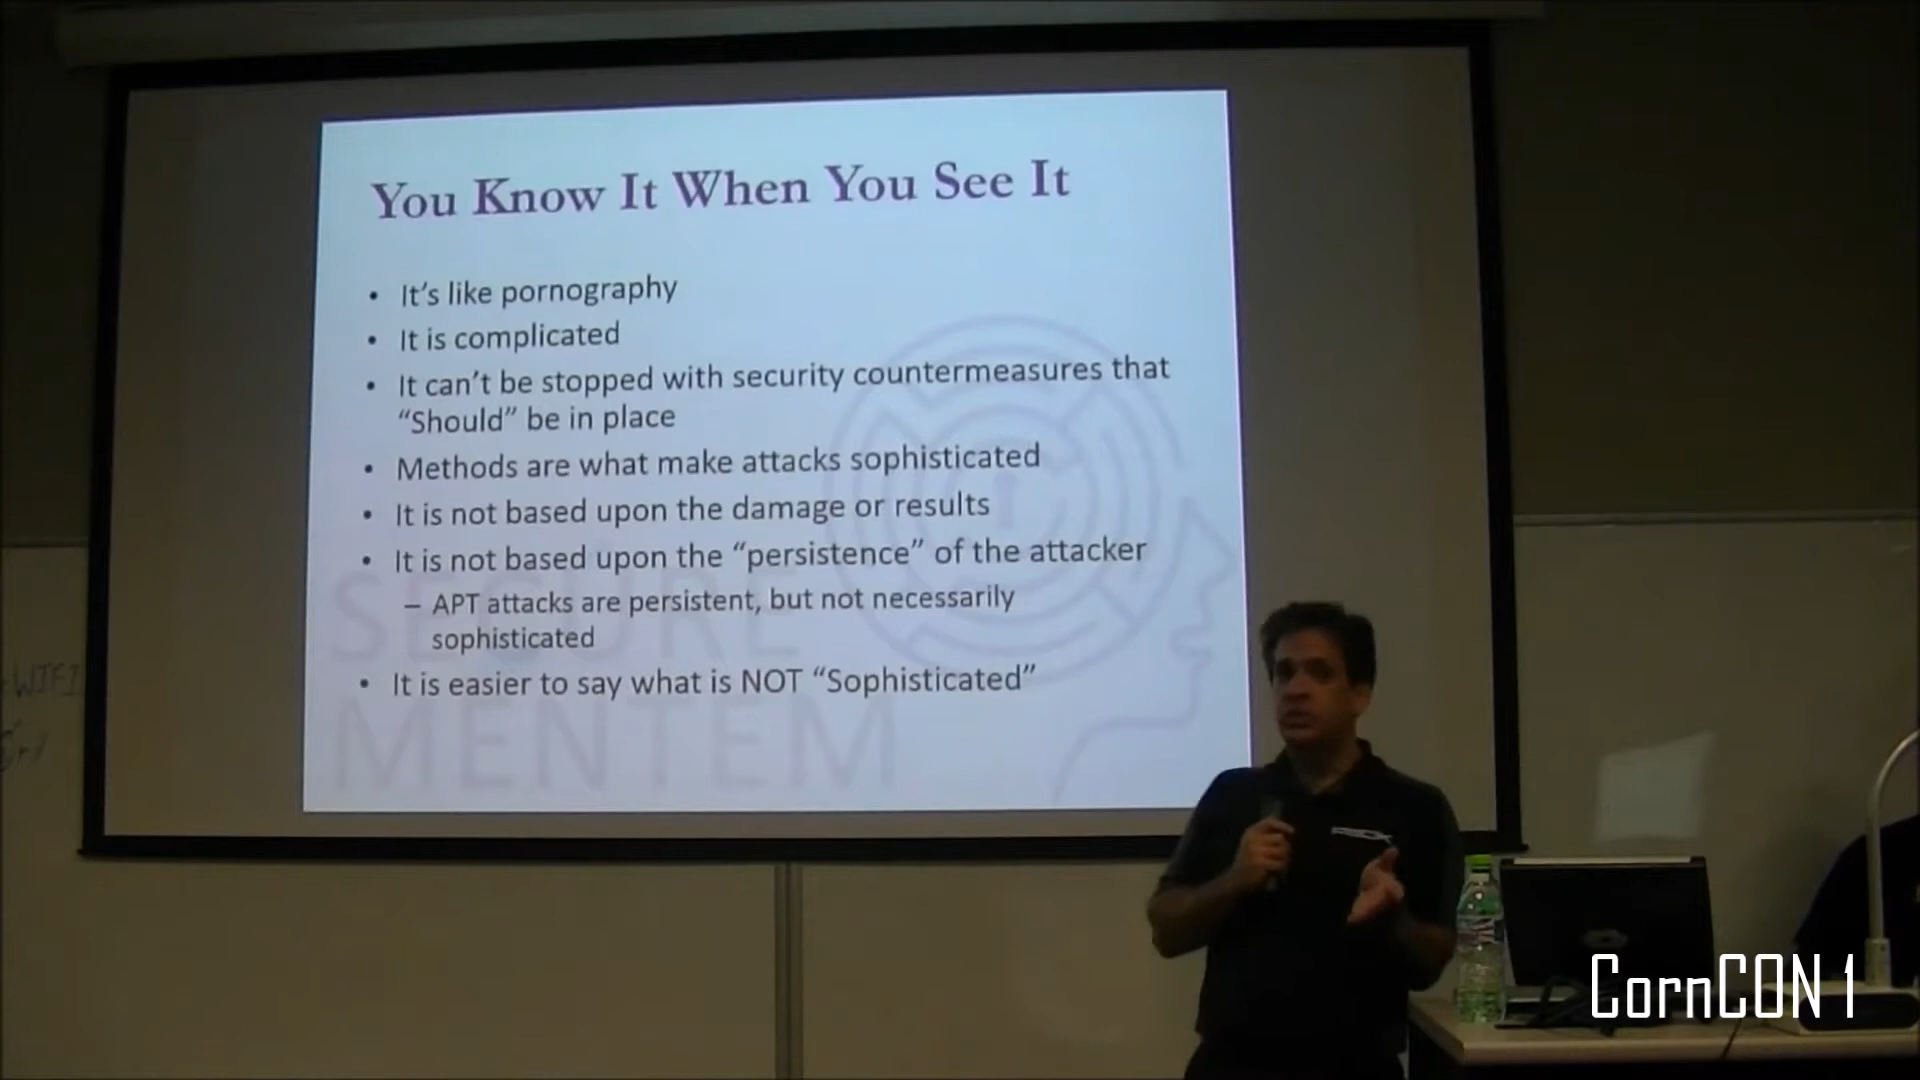 You Know It When You See It
• It's like pornography
• It is complicated
• It can't be stopped with security countermeasures that
“Should” be in place
• Methods are what make attacks sophisticated
• It is not based upon the damage or results
• It is not based upon the “persistence” of the attacker
– APT attacks are persistent, but not necessarily
sophisticated
• It is easier to say what is NOT “Sophisticated”
SECURE
MENTEM
WIFI
CornCON 1